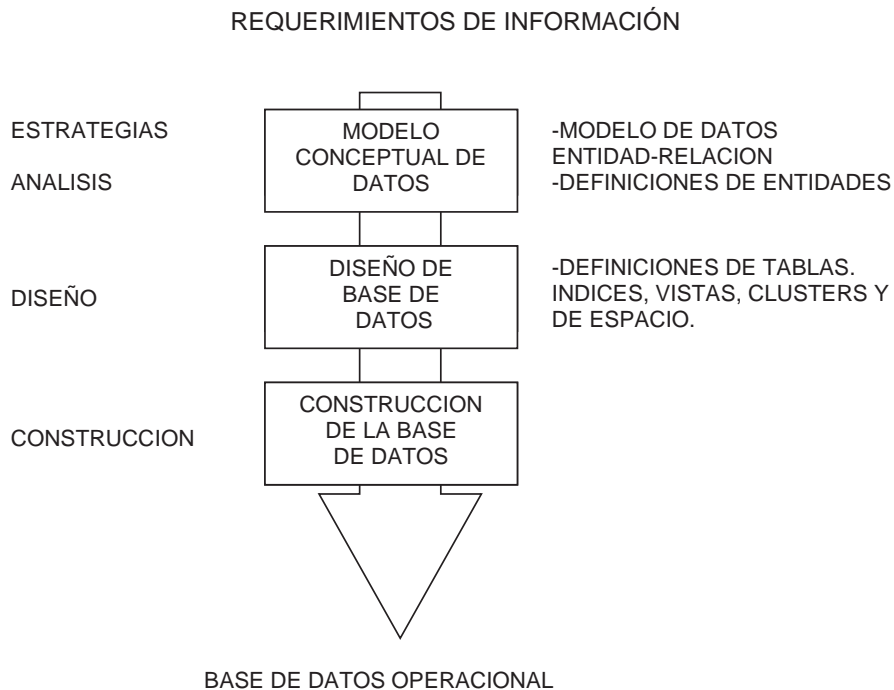 REQUERIMIENTOS DE INFORMACIÓN
ESTRATEGIAS
ANALISIS
MODELO
CONCEPTUAL DE
DATOS
-MODELO DE DATOS
ENTIDAD-RELACION
-DEFINICIONES DE ENTIDADES
DISEÑO
DISEÑO DE
BASE DE
DATOS
-DEFINICIONES DE TABLAS.
INDICES, VISTAS, CLUSTERS Y
DE ESPACIO.
CONSTRUCCION
CONSTRUCCION
DE LA BASE
DE DATOS
BASE DE DATOS OPERACIONAL